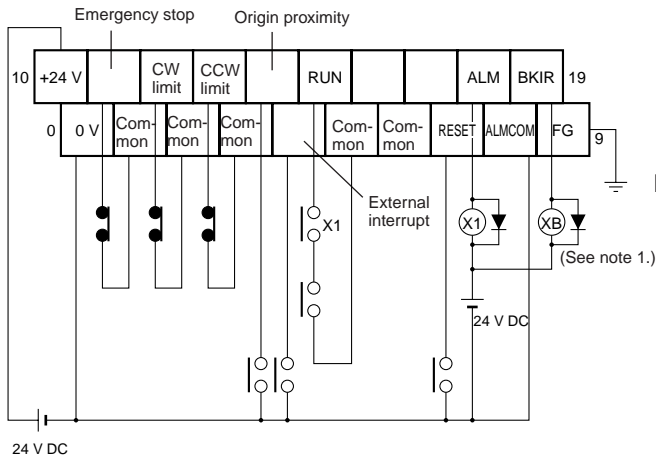 Emergency stop
Origin proximity
10
+24 V
CW
limit
CCW
limit
RUN
ALM
BKIR
19
0
0 V
Com-
mon
Com-
mon
Com-
mon
Com-
mon
Com-
mon
RESET
ALMCOM
FG
9
External
interrupt
X1
X1
XB
(See note 1.)
24 V DC
24 V DC